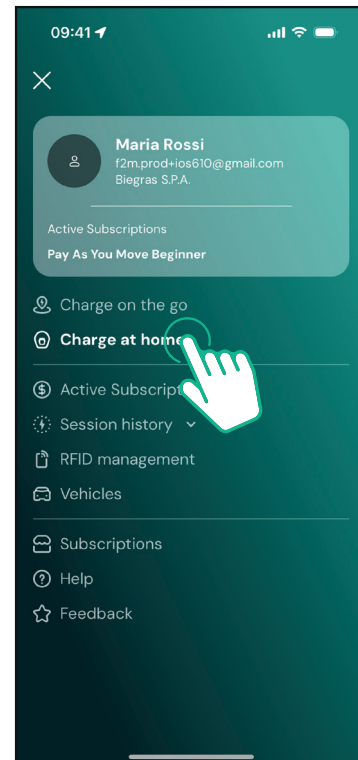 09:41
Maria Rossi
f2m.prod+ios610@gmail.com
Biegras S.P.A.
Active Subscriptions
Pay As You Move Beginner
Charge on the go
Charge at home
Active Subscript
Session history
RFID management
Vehicles
Subscriptions
Help
Feedback